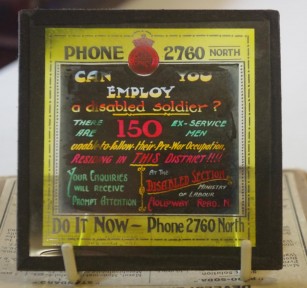 PHONE 2760 NORTH
CAN YOU
EMPLOY
a disabled soldier?
THERE ARE 150 EX-SERVICE MEN
unable to follow their Pre-War Occupation,
RESIDING IN THIS DISTRICT!!!
YOUR ENQUIRIES
WILL RECEIVE
PROMPT ATTENTION
AT THE
DISABLED SECTION
MINISTRY
OF LABOUR
HOLLOWAY ROAD. N.
DO IT NOW – Phone 2760 North